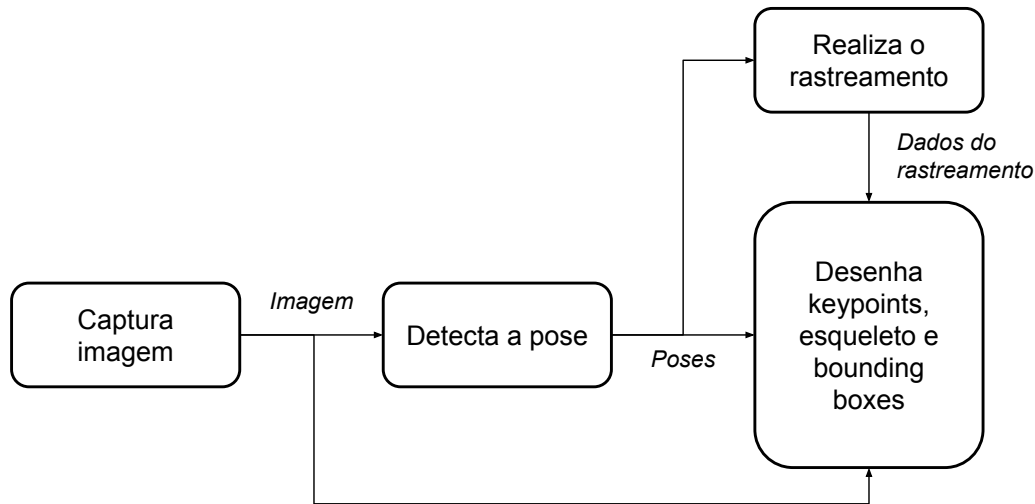 Realiza o
rastreamento
Dados do
rastreamento
Captura
imagem
Imagem
Detecta a pose
Poses
Desenha
keypoints,
esqueleto e
bounding
boxes